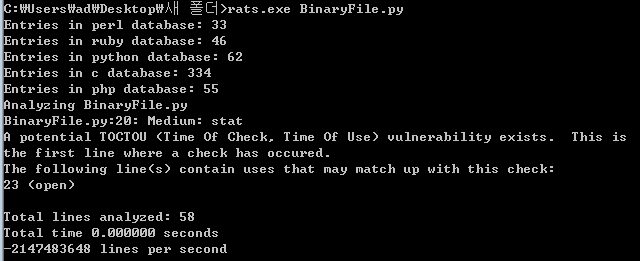 C:₩Users₩ad₩Desktop₩새 폴더>rats.exe BinaryFile.py
Entries in perl database: 33
Entries in ruby database: 46
Entries in python database: 62
Entries in c database: 334
Entries in php database: 55
Analyzing BinaryFile.py
BinaryFile.py:20: Medium: stat
A potential TOCTOU (Time Of Check, Time Of Use) vulnerability exists.  This is
the first line where a check has occured.
The following line(s) contain uses that may match up with this check:
23 (open)
Total lines analyzed: 58
Total time 0.000000 seconds
-2147483648 lines per second